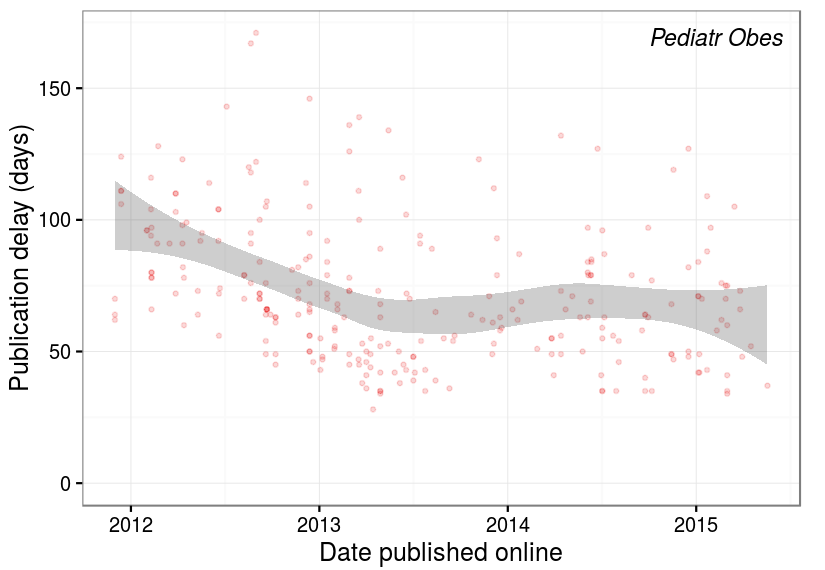 Pediatr Obes
Publication delay (days)
150
100
50
0
2012 2013 2014 2015
Date published online